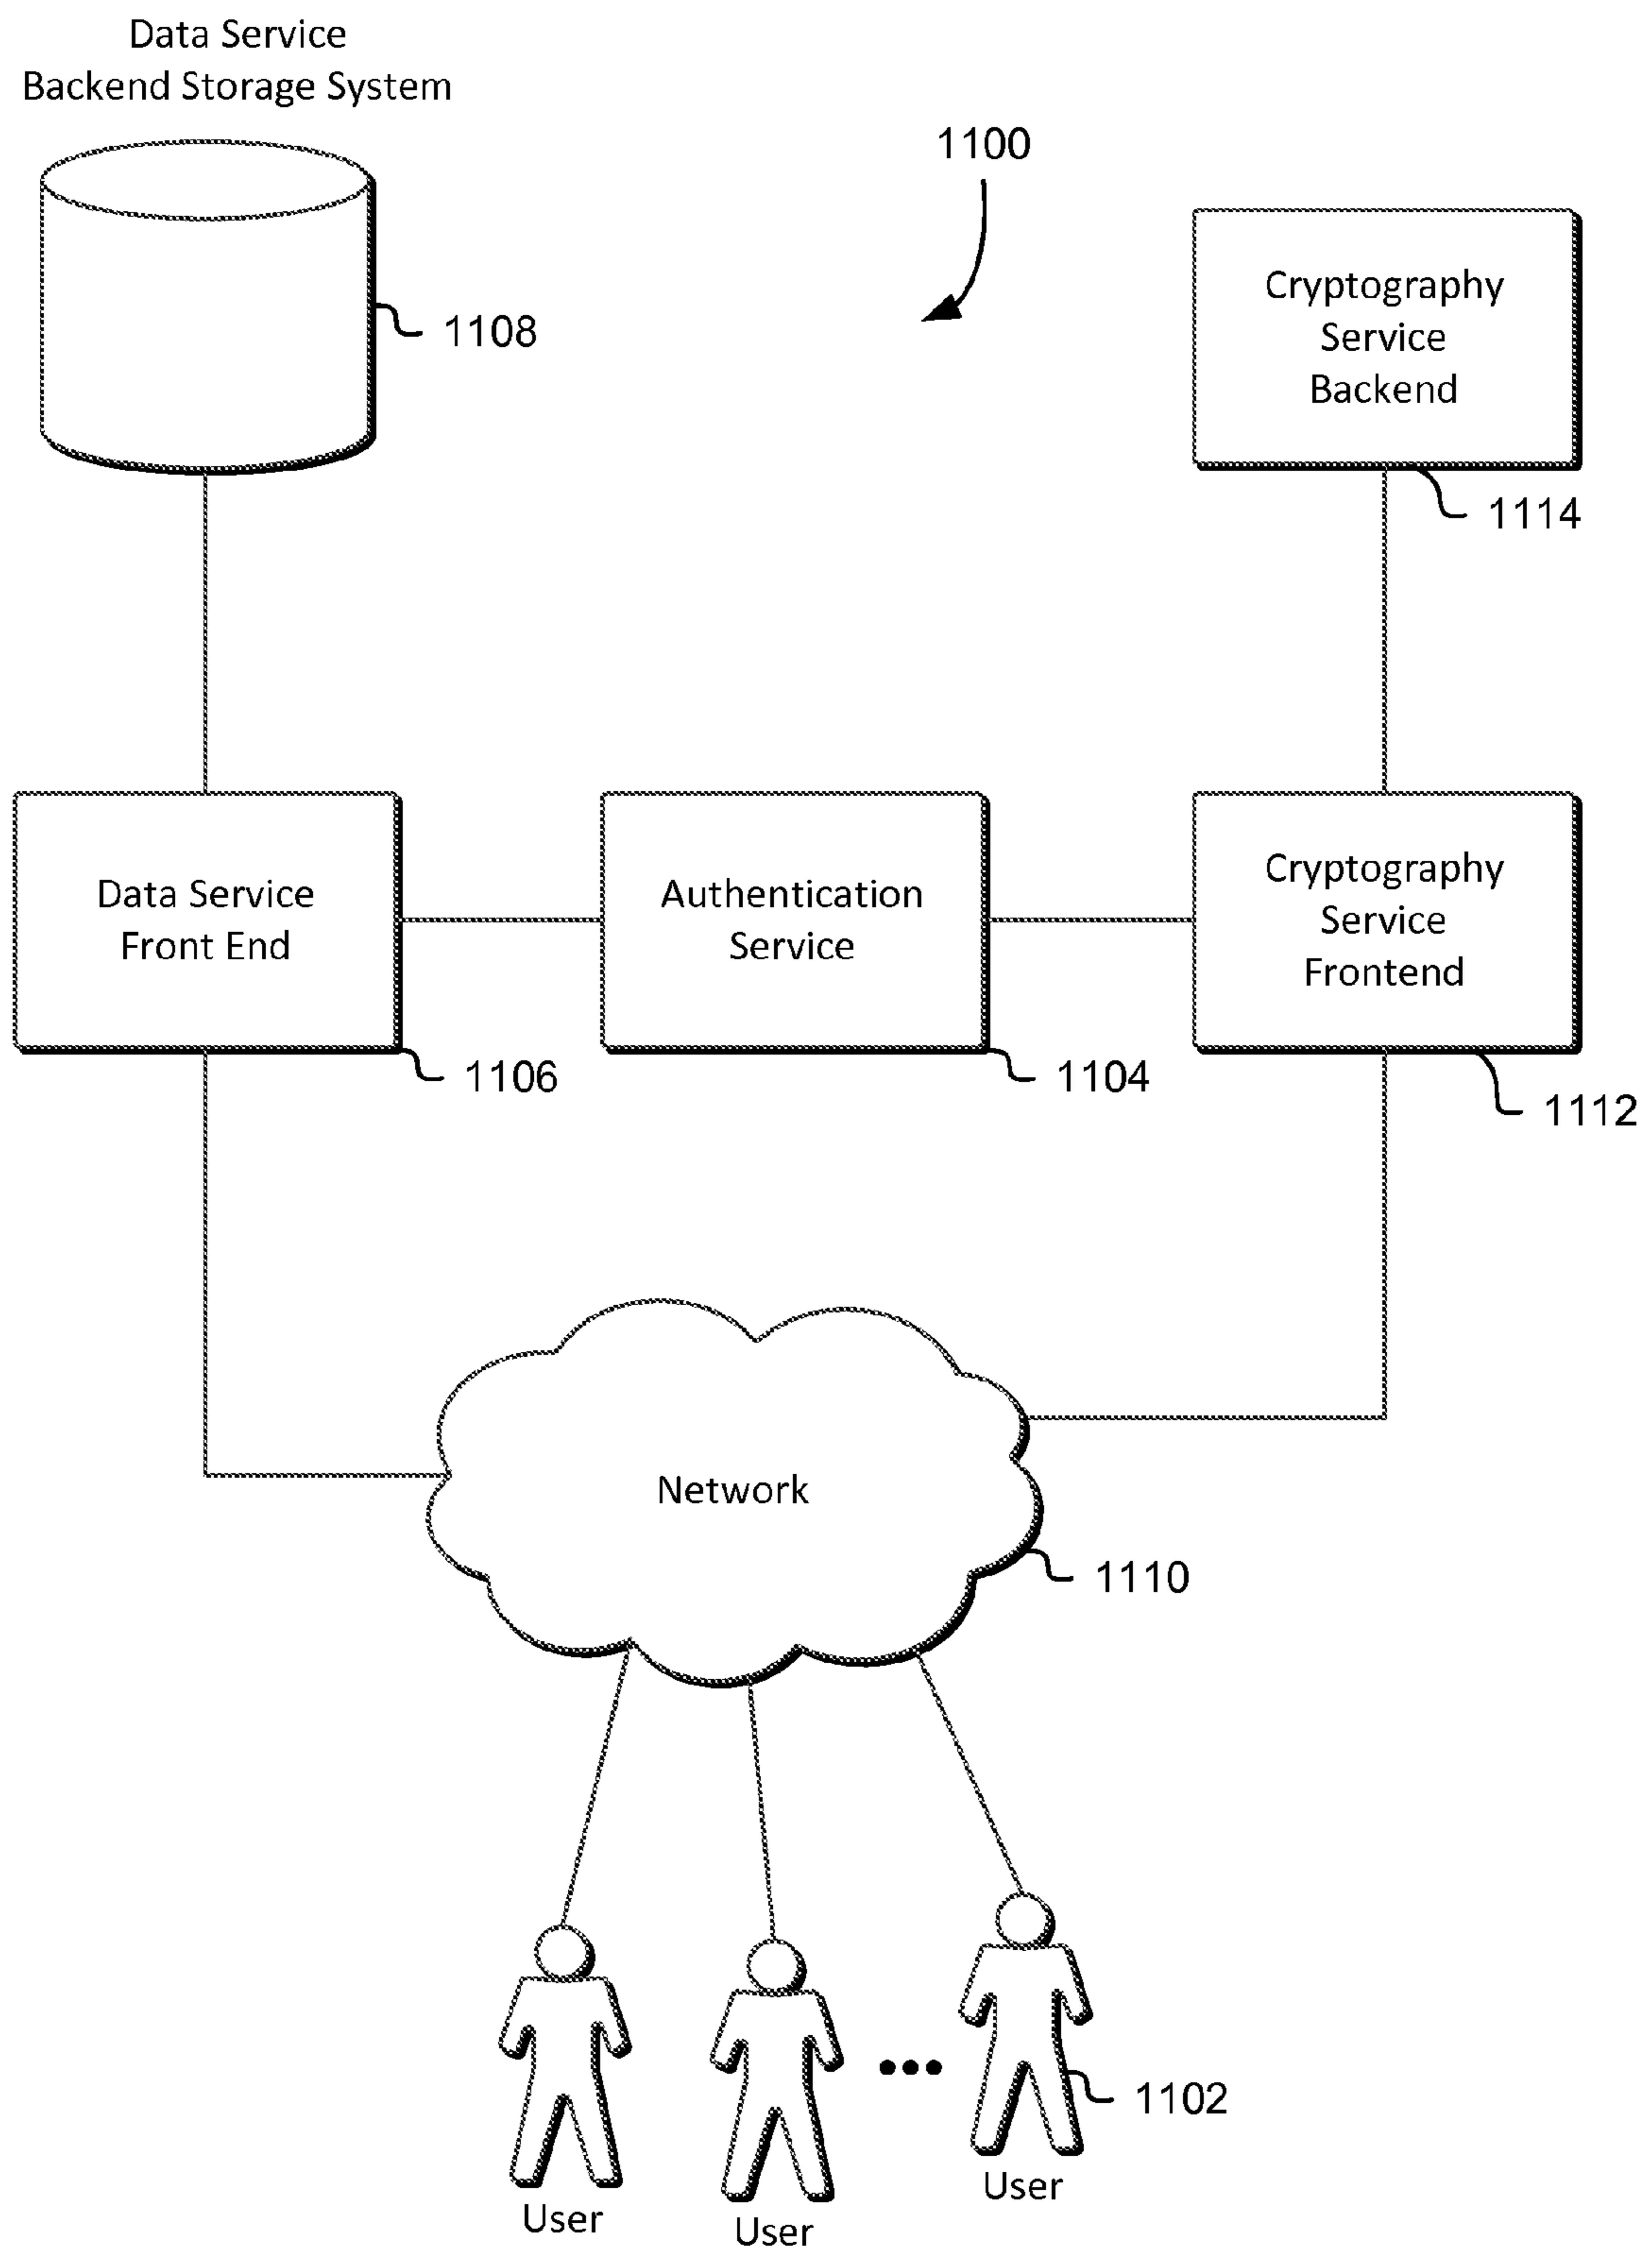 Data Service
Backend Storage System
1100
1108
Cryptography
Service
Backend
1114
Data Service
Front End
1106
Authentication
Service
1104
Cryptography
Service
Frontend
1112
Network
1110
1102
User
User
User